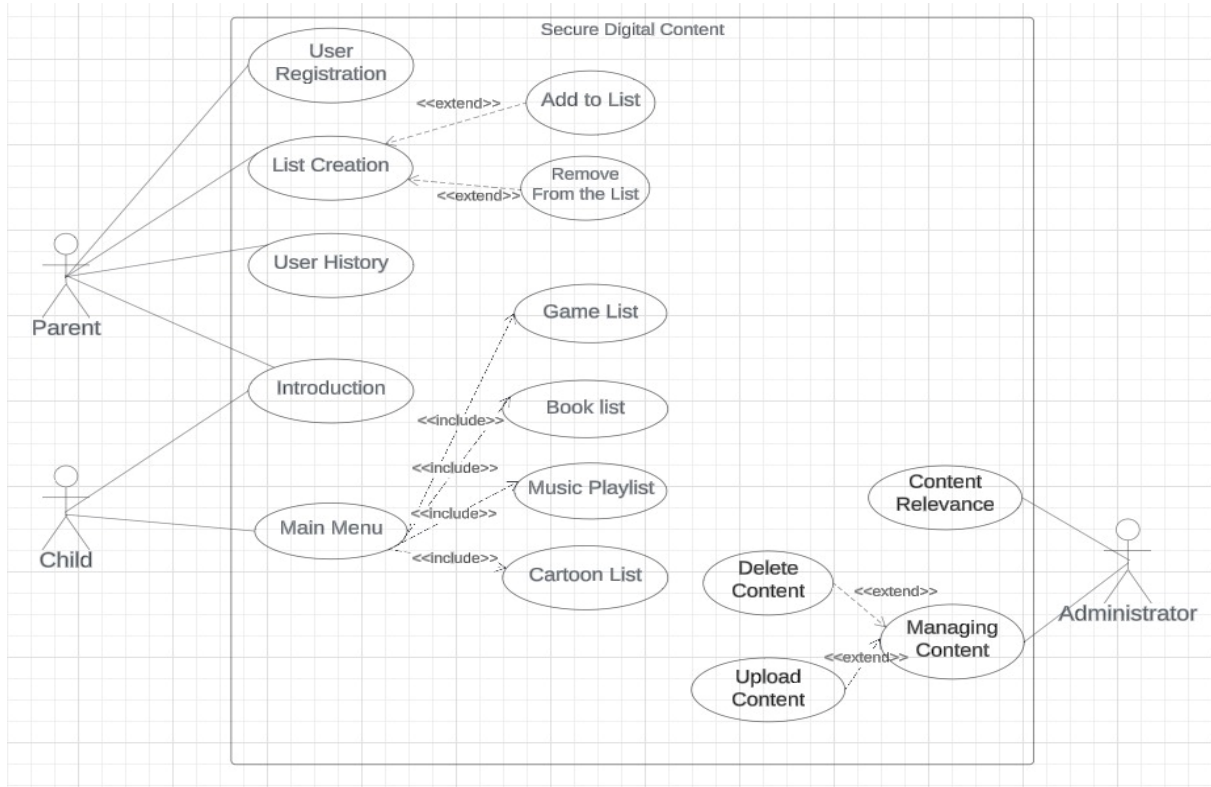 Secure Digital Content
User
Registration
<<extend>>
Add to List
List Creation
Remove
From the List
<<extend>>
User History
Parent
Game List
Introduction
Book list
<<include>>
<<include>>
Music Playlist
<<include>>
Main Menu
<<include>>
Cartoon List
Child
Content
Relevance
Delete
Content
<<extend>>
Administrator
Managing
Content
<<extend>>
Upload
Content